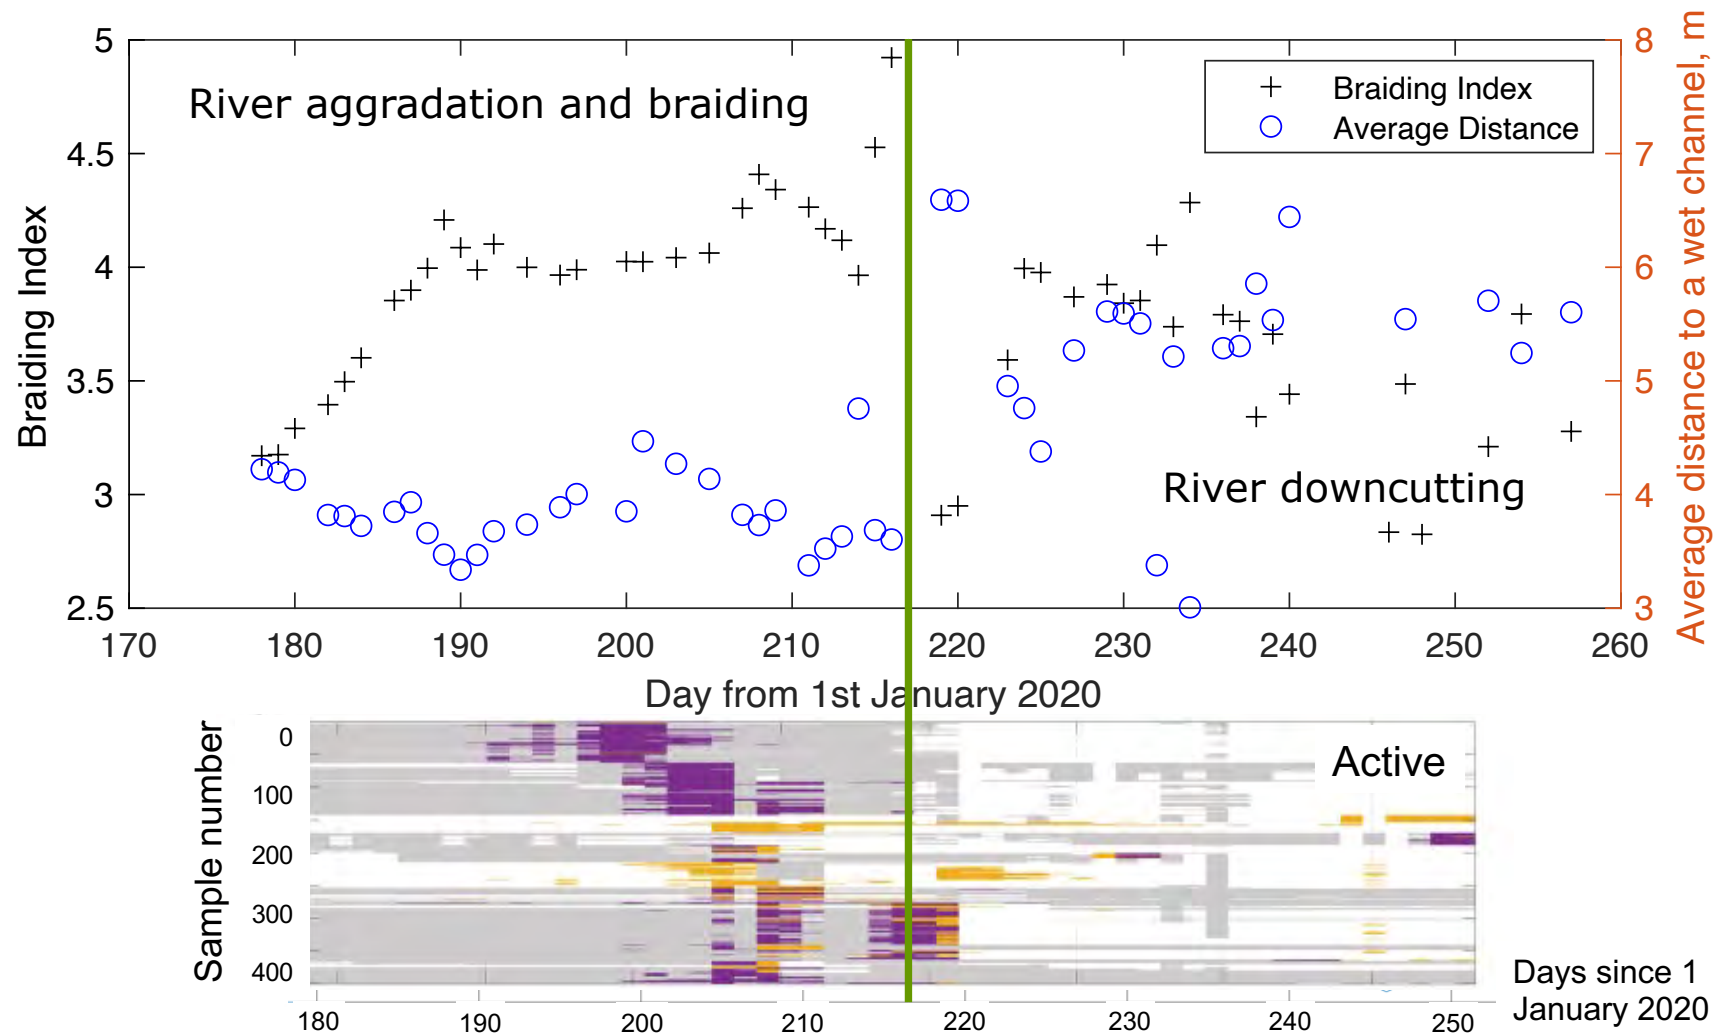 5
4.5
4
3.5
3
2.5
Braiding Index
River aggradation and braiding
Braiding Index
Average Distance
River downcutting
8
7
6
5
4
3
Average distance to a wet channel, m
170 180 190 200 210 220 230 240 250 260
Day from 1st January 2020
Sample number
0
100
200
300
400
Active
180 190 200 210 220 230 240 250
Days since 1
January 2020